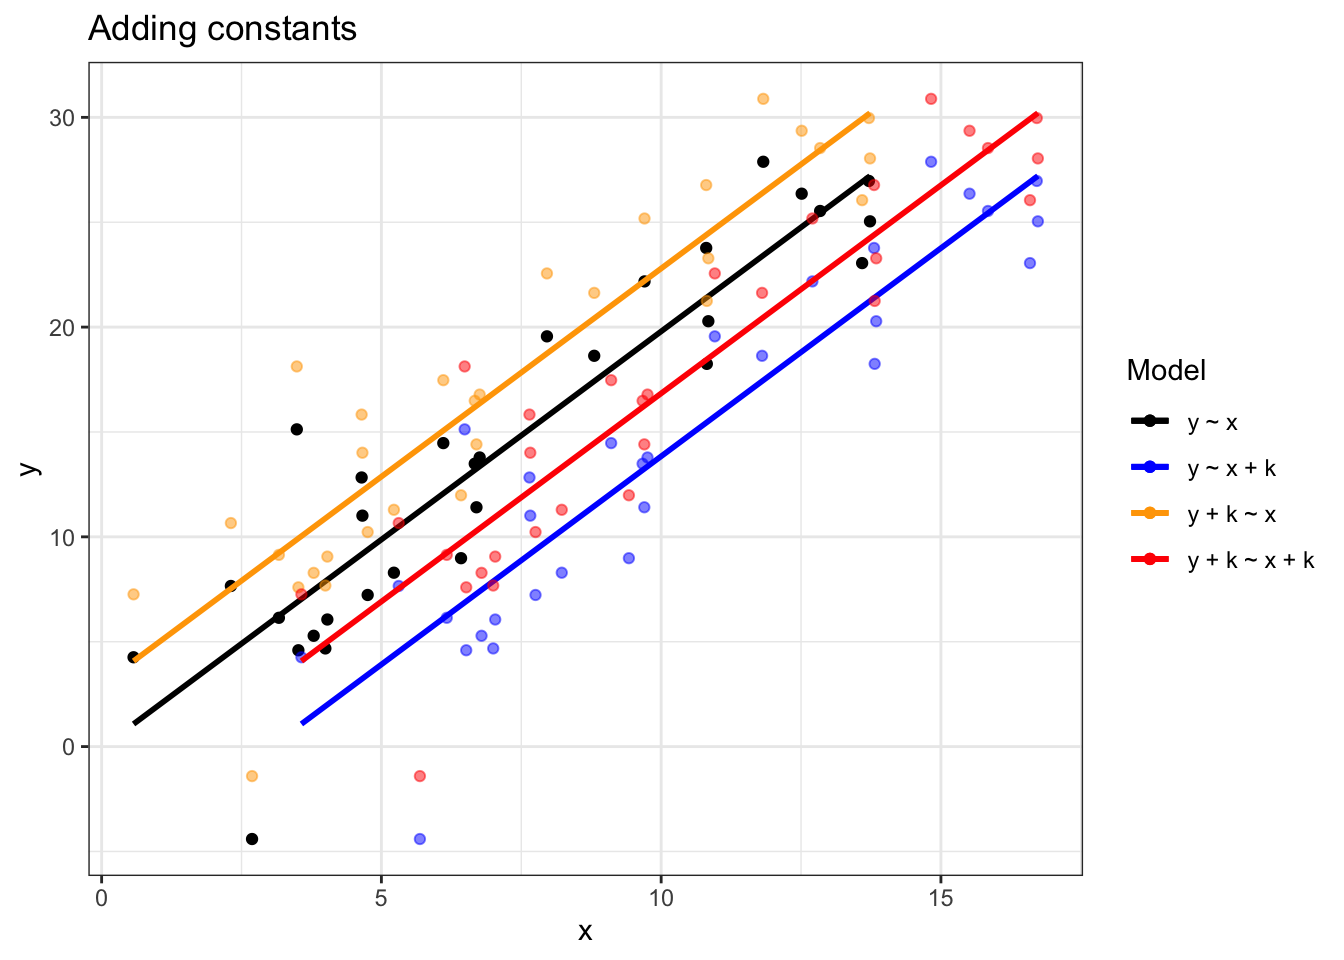 Adding constants
30
20
10
0
y
0 5 10 15
x
Model
y ~ x
y ~ x + k
y + k ~ x
y + k ~ x + k